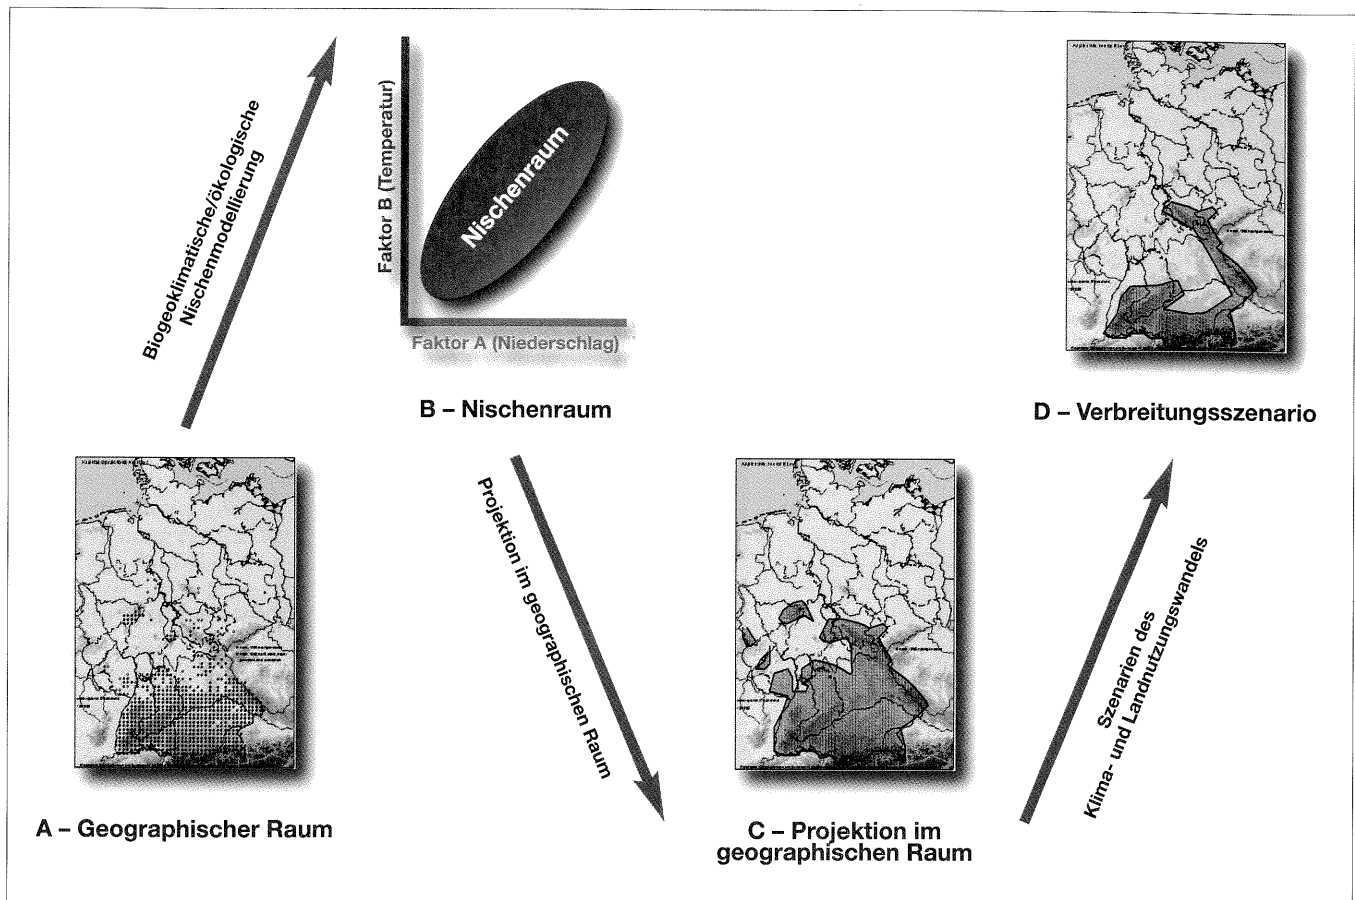 Biogeoklimatische/ökologische
Nischenmodellierung
Faktor B (Temperatur)
Nischenraum
Faktor A (Niederschlag)
B – Nischenraum
D – Verbreitungsszenario
Projektion im geographischen Raum
Szenarien des
Klima- und Landnutzungswandels
A – Geographischer Raum
C – Projektion im
geographischen Raum